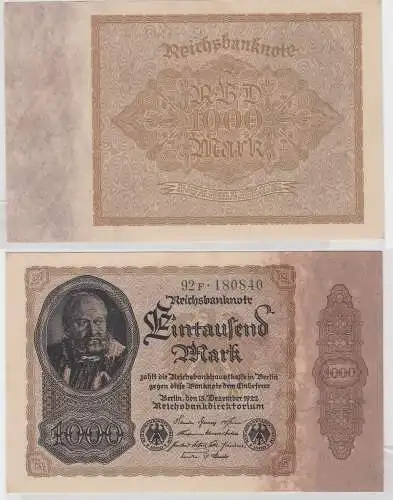 Reichsbanknote
RBD
1000
Mark
92F·180840
Reichsbanknote
Eintausend
Mark
zahlt die Reichsbankhauptkasse in Berlin
gegen diese Banknote dem Einlieferer
Berlin, den 15. Dezember 1922
Reichsbankdirektorium
1000
1000